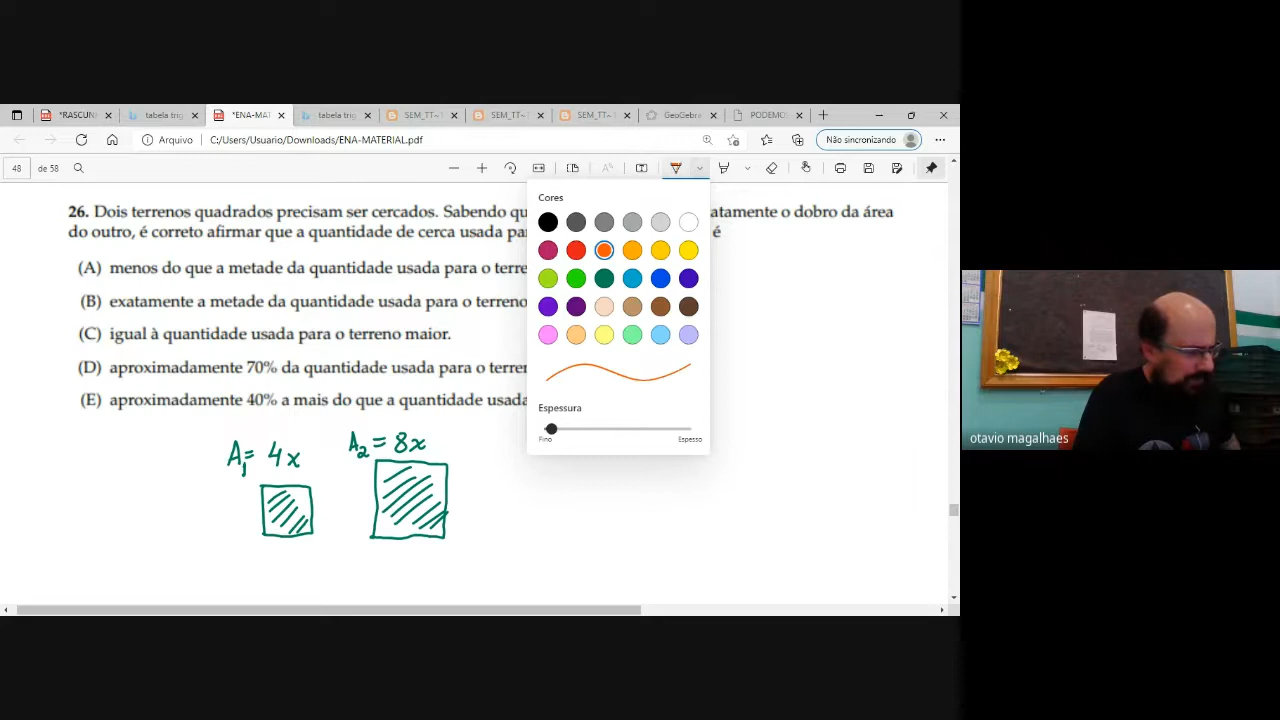 *RASCUN
tabela trig
*ENA-MAT
tabela trig
SEM_TT~
SEM_TT~
SEM_TT~
GeoGebra
PODEMO
Arquivo
C:/Users/Usuario/Downloads/ENA-MATERIAL.pdf
Não sincronizando
48 de 58
26. Dois terrenos quadrados precisam ser cercados. Sabendo qu atamente o dobro da área
do outro, é correto afirmar que a quantidade de cerca usada pa é
(A) menos do que a metade da quantidade usada para o terre
(B) exatamente a metade da quantidade usada para o terreno
(C) igual à quantidade usada para o terreno maior.
(D) aproximadamente 70% da quantidade usada para o terre
(E) aproximadamente 40% a mais do que a quantidade usada
Cores
Espessura
Fino
Espesso
A₁= 4x
A₂ = 8x
otavio magalhaes